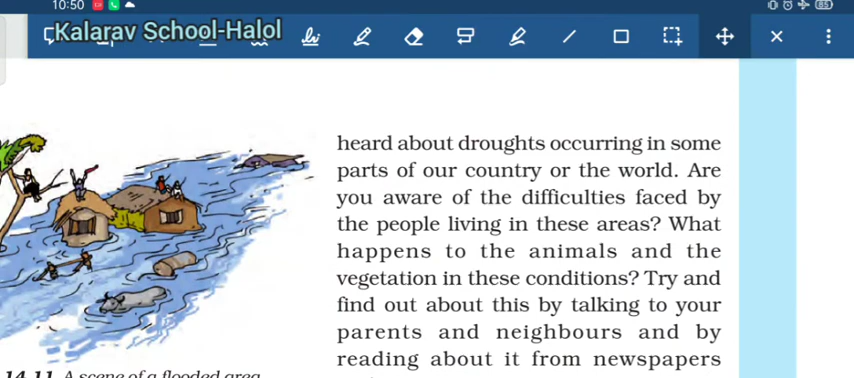 10:50
85
Kalarav School-Halol
heard about droughts occurring in some
parts of our country or the world. Are
you aware of the difficulties faced by
the people living in these areas? What
happens to the animals and the
vegetation in these conditions? Try and
find out about this by talking to your
parents and neighbours and by
reading about it from newspapers
14.11 A scene of a flooded area